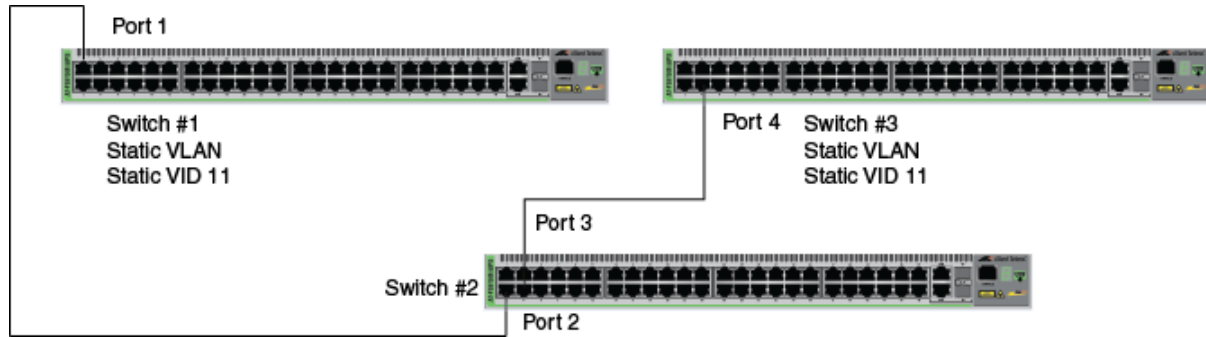 Port 1
Switch #1
Static VLAN
Static VID 11
Port 4
Switch #3
Static VLAN
Static VID 11
Port 3
Switch #2
Port 2